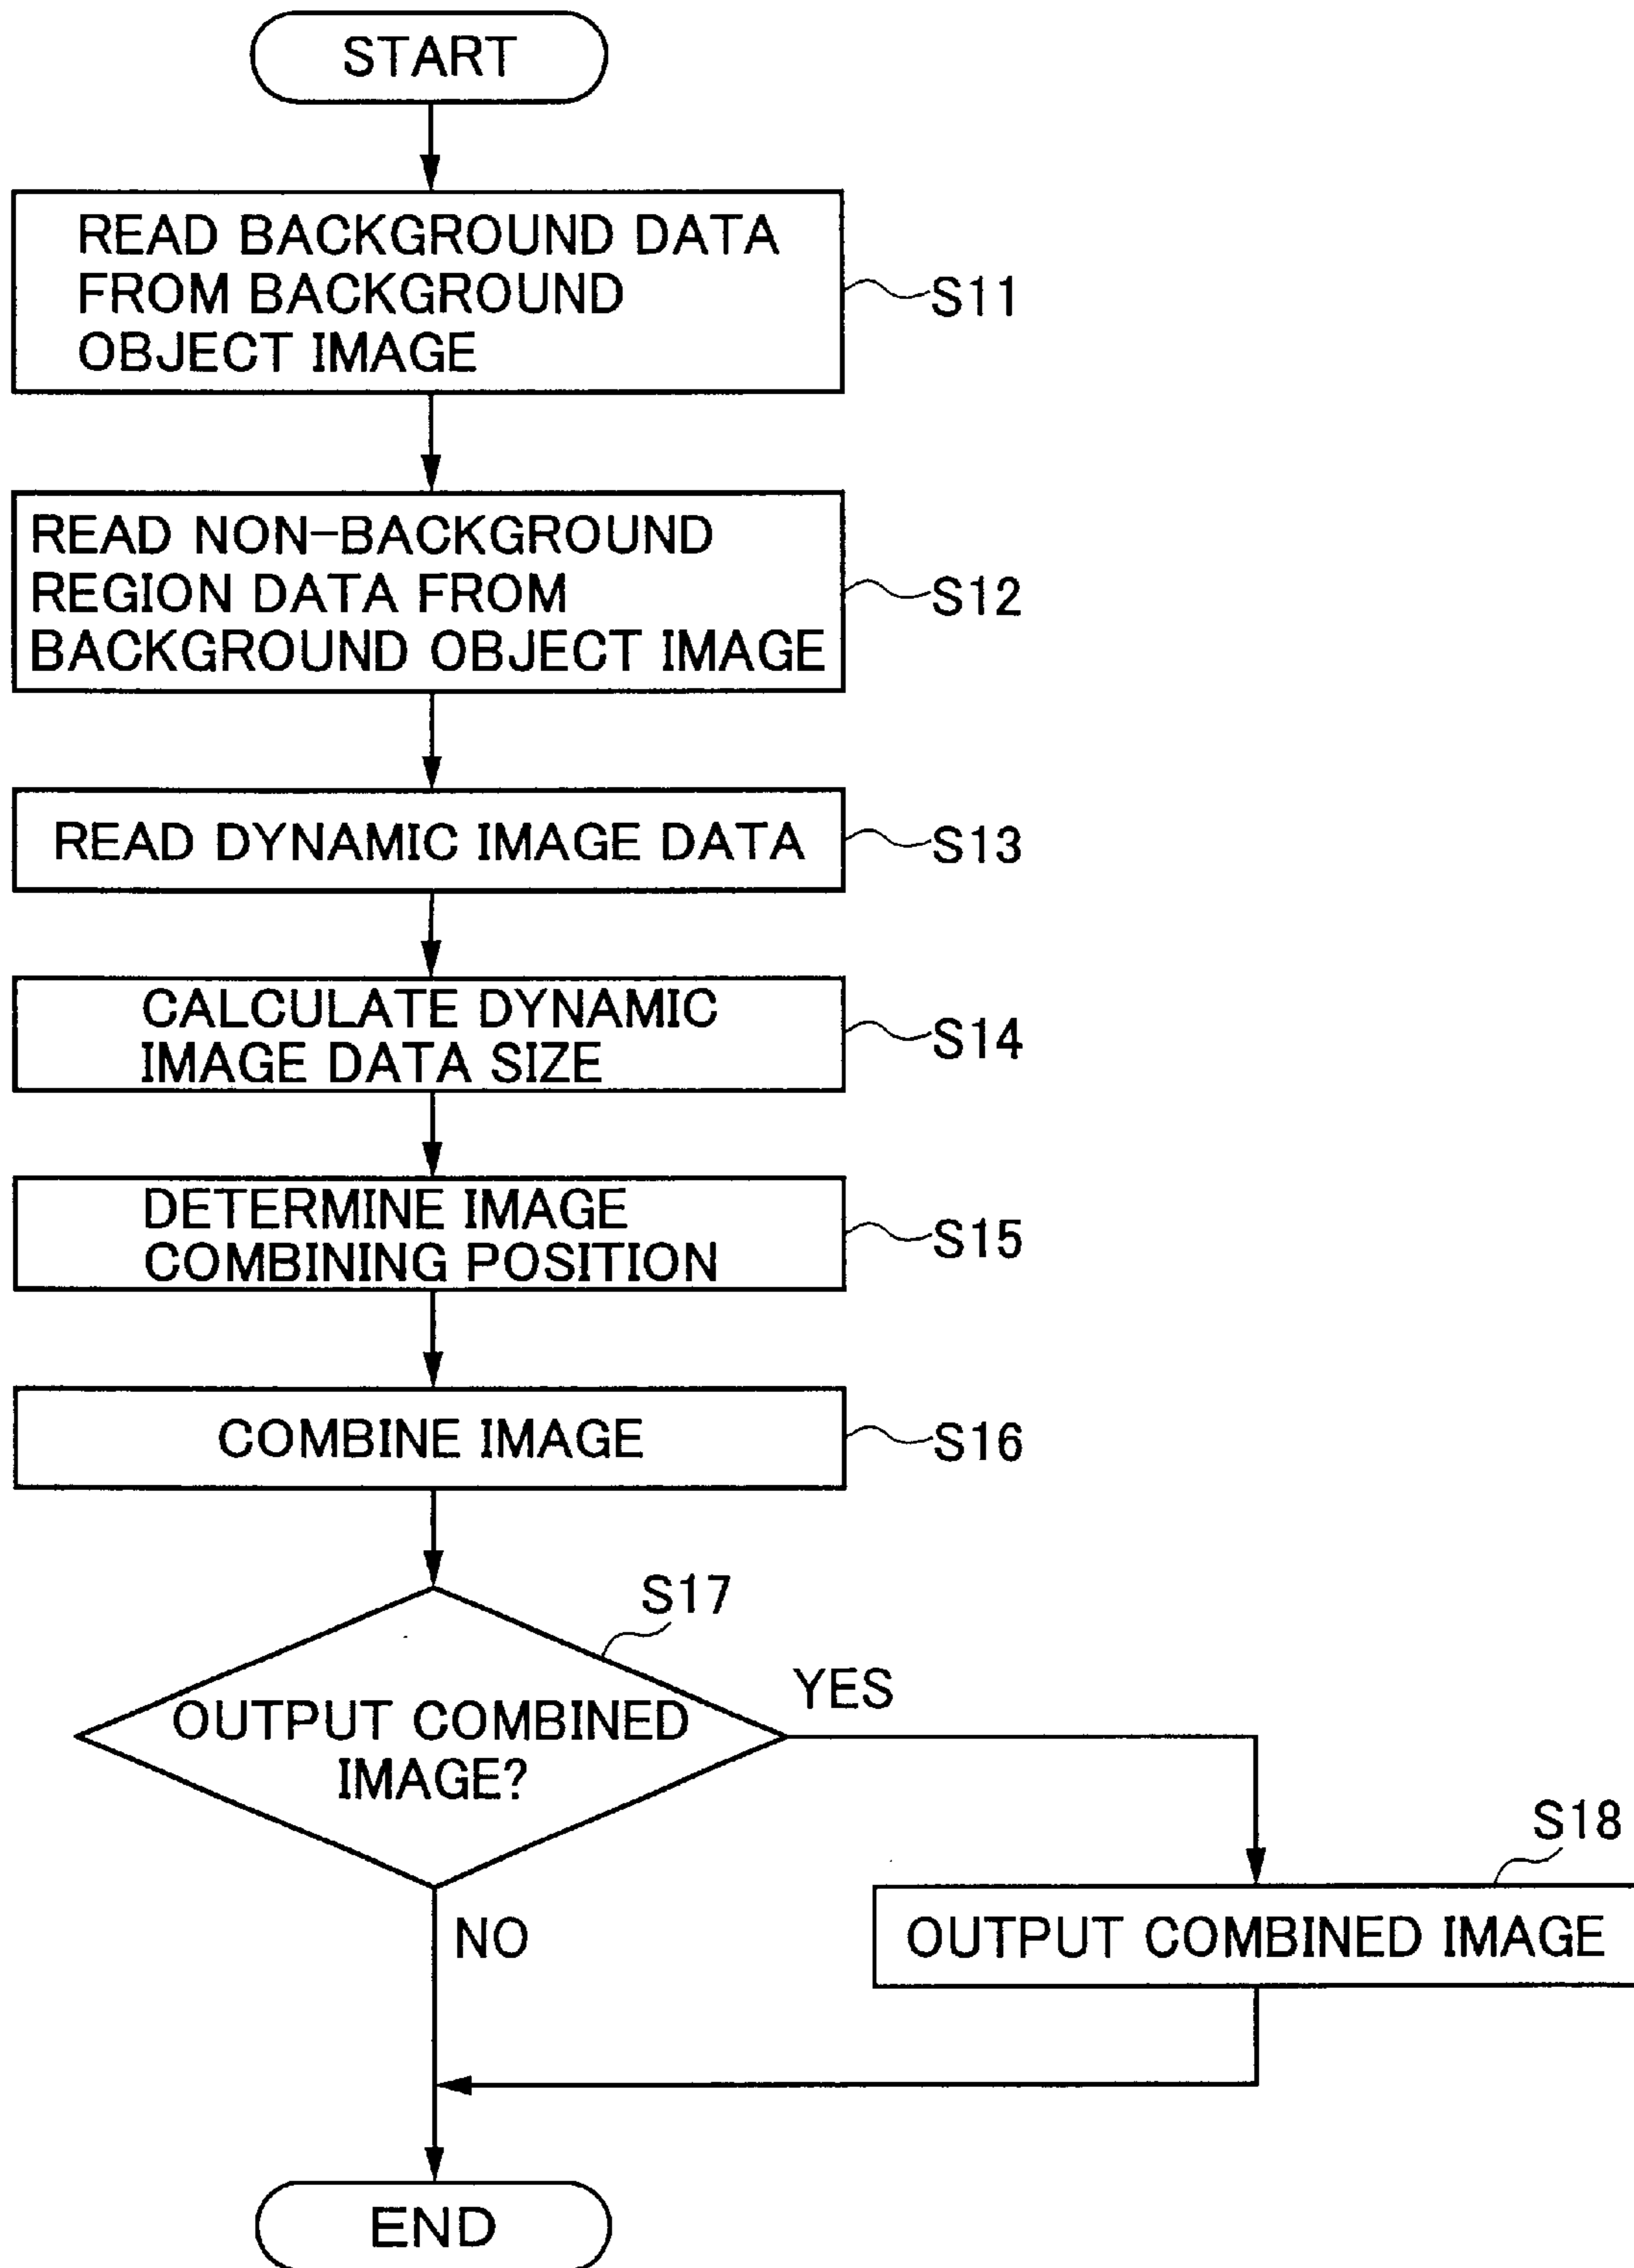 START
READ BACKGROUND DATA
FROM BACKGROUND
OBJECT IMAGE
S11
READ NON-BACKGROUND
REGION DATA FROM
BACKGROUND OBJECT IMAGE
S12
READ DYNAMIC IMAGE DATA
S13
CALCULATE DYNAMIC
IMAGE DATA SIZE
S14
DETERMINE IMAGE
COMBINING POSITION
S15
COMBINE IMAGE
S16
S17
OUTPUT COMBINED
IMAGE?
YES
NO
S18
OUTPUT COMBINED IMAGE
END